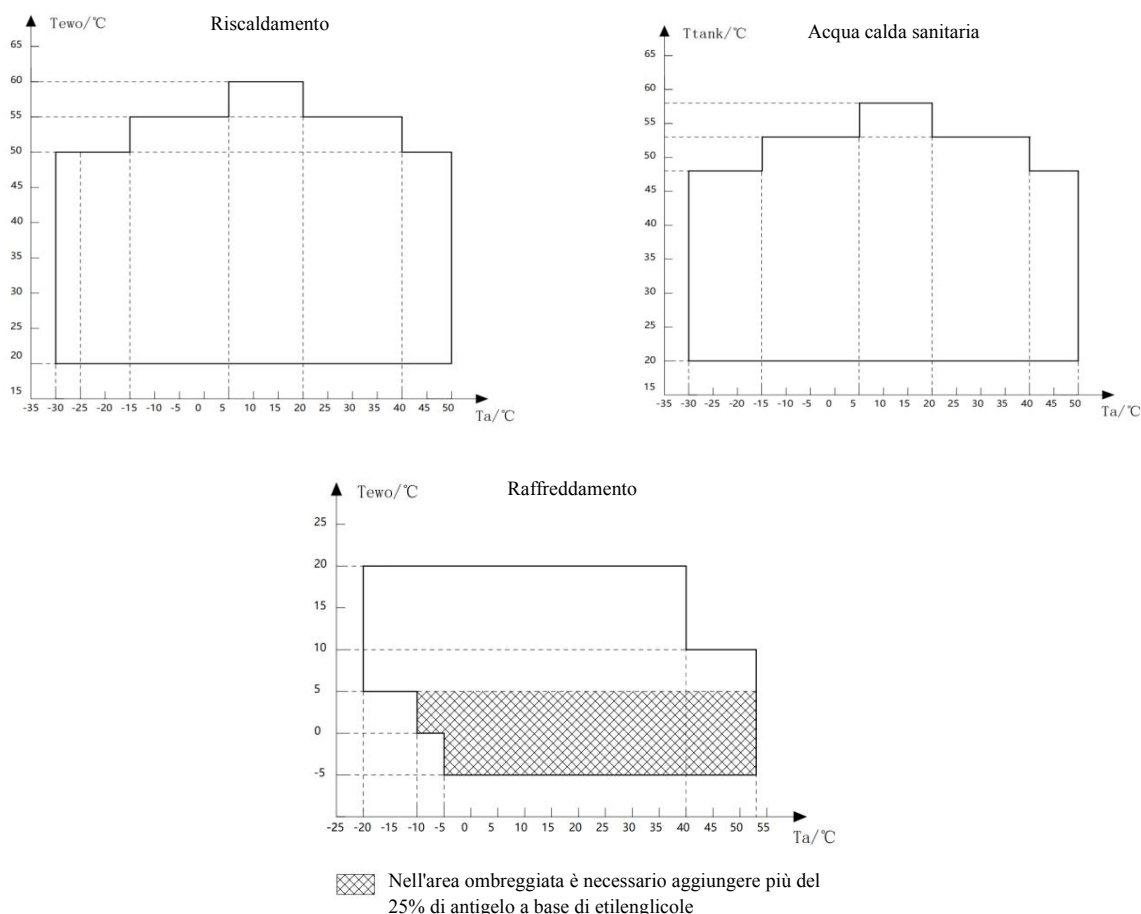 Tewo/℃
Riscaldamento
65
60
55
50
45
40
35
30
25
20
15
-35 -30 -25 -20 -15 -10 -5 0 5 10 15 20 25 30 35 40 45 50
Ta/℃
Ttank/℃
Acqua calda sanitaria
65
60
55
50
45
40
35
30
25
20
15
-35 -30 -25 -20 -15 -10 -5 0 5 10 15 20 25 30 35 40 45 50
Ta/℃
Tewo/℃
Raffreddamento
25
20
15
10
5
0
-5
-25 -20 -15 -10 -5 0 5 10 15 20 25 30 35 40 45 50 55
Ta/℃
Nell'area ombreggiata è necessario aggiungere più del
25% di antigelo a base di etilenglicole